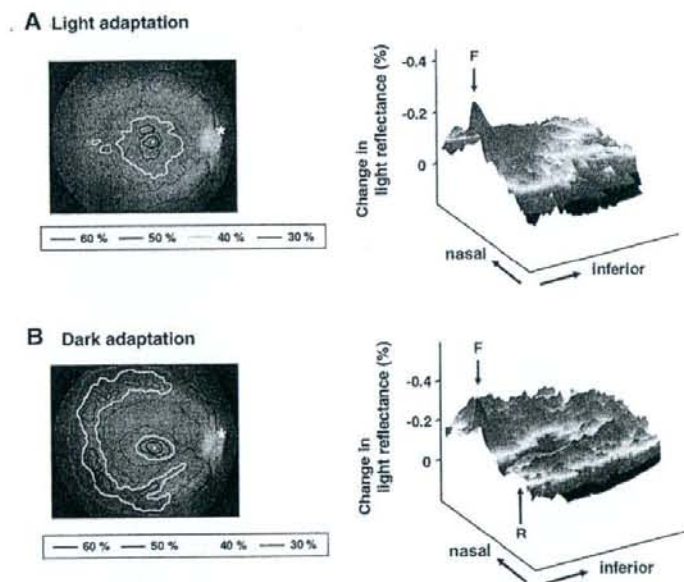 A Light adaptation
*
60 % 50 % 40 % 30 %
Change in
light reflectance (%)
-0.4
-0.2
0
F
nasal
inferior
B Dark adaptation
*
60 % 50 % 40 % 30 %
Change in
light reflectance (%)
-0.4
-0.2
0
F
F
R
nasal
inferior